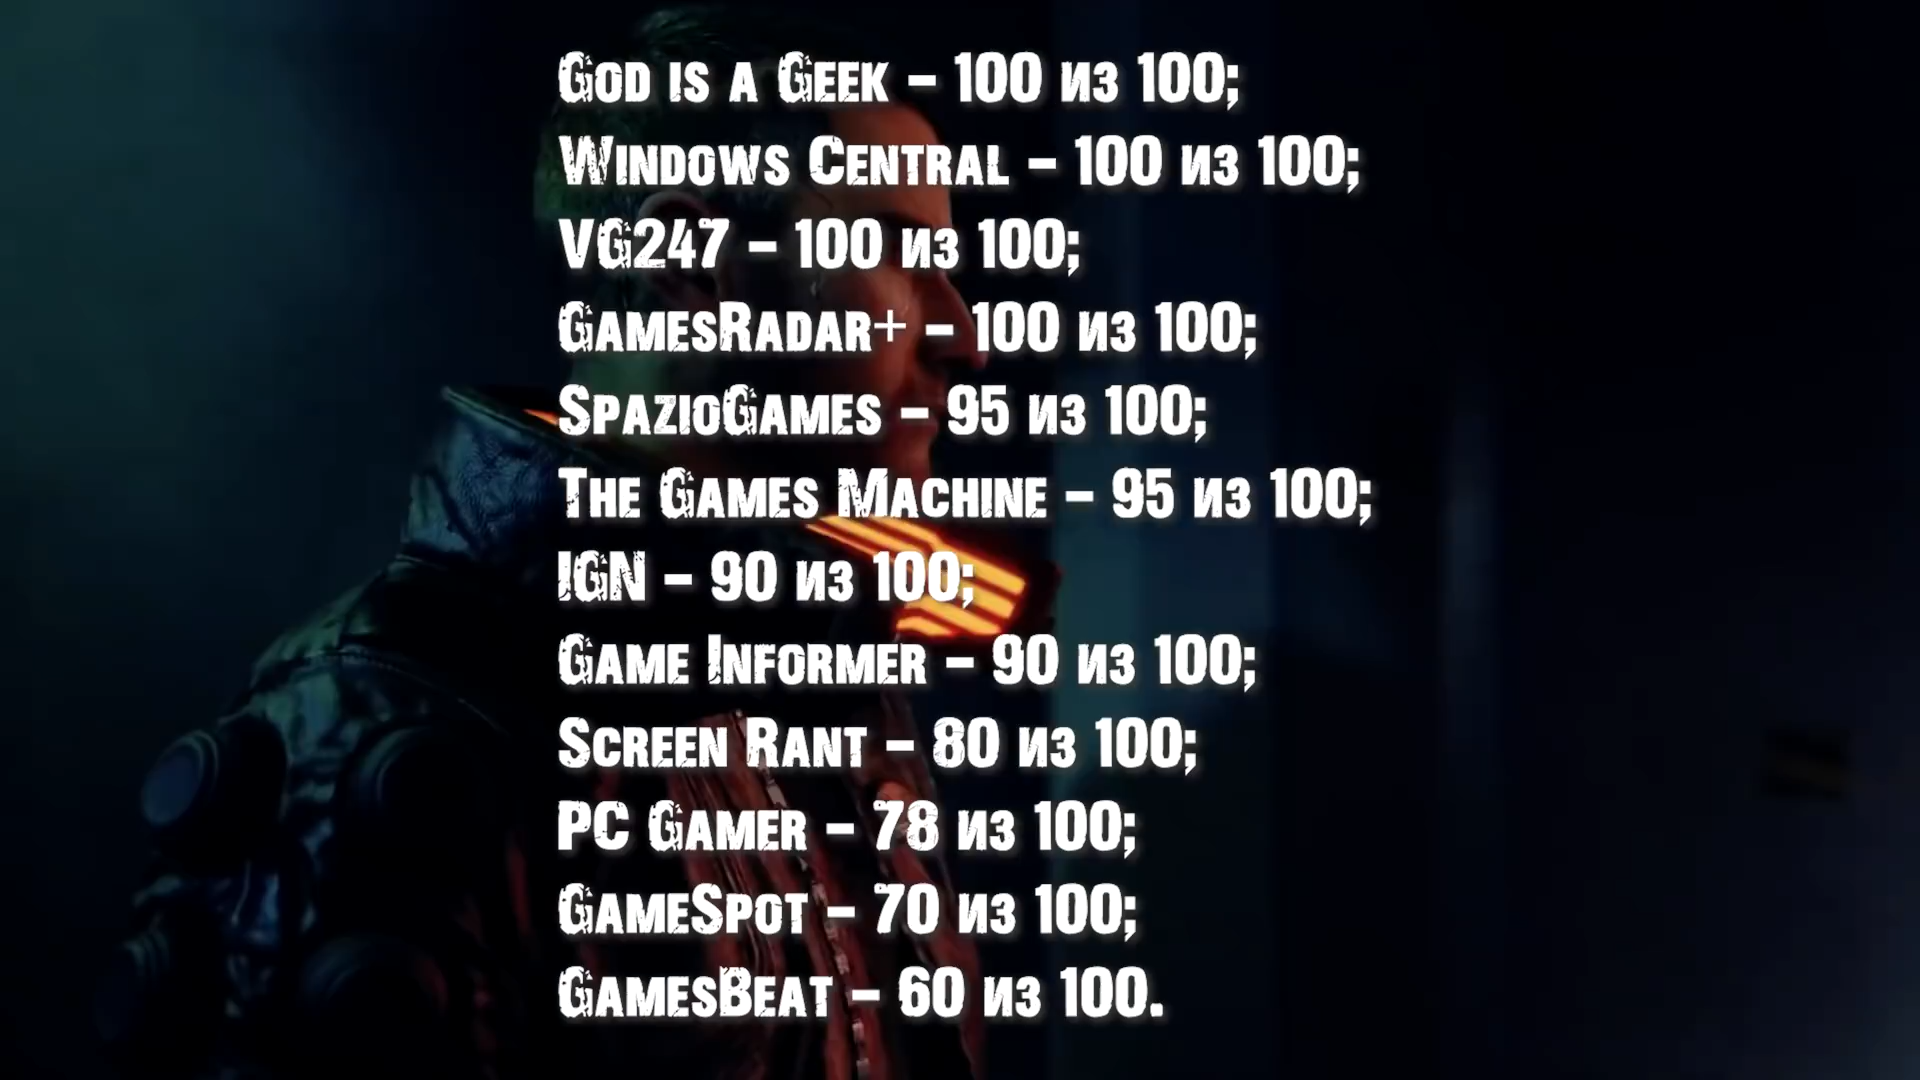 God is a Geek – 100 из 100;
Windows Central – 100 из 100;
VG247 – 100 из 100;
GamesRadar+ – 100 из 100;
SpazioGames – 95 из 100;
The Games Machine – 95 из 100;
IGN – 90 из 100;
Game Informer – 90 из 100;
Screen Rant – 80 из 100;
PC Gamer – 78 из 100;
GameSpot – 70 из 100;
GamesBeat – 60 из 100.